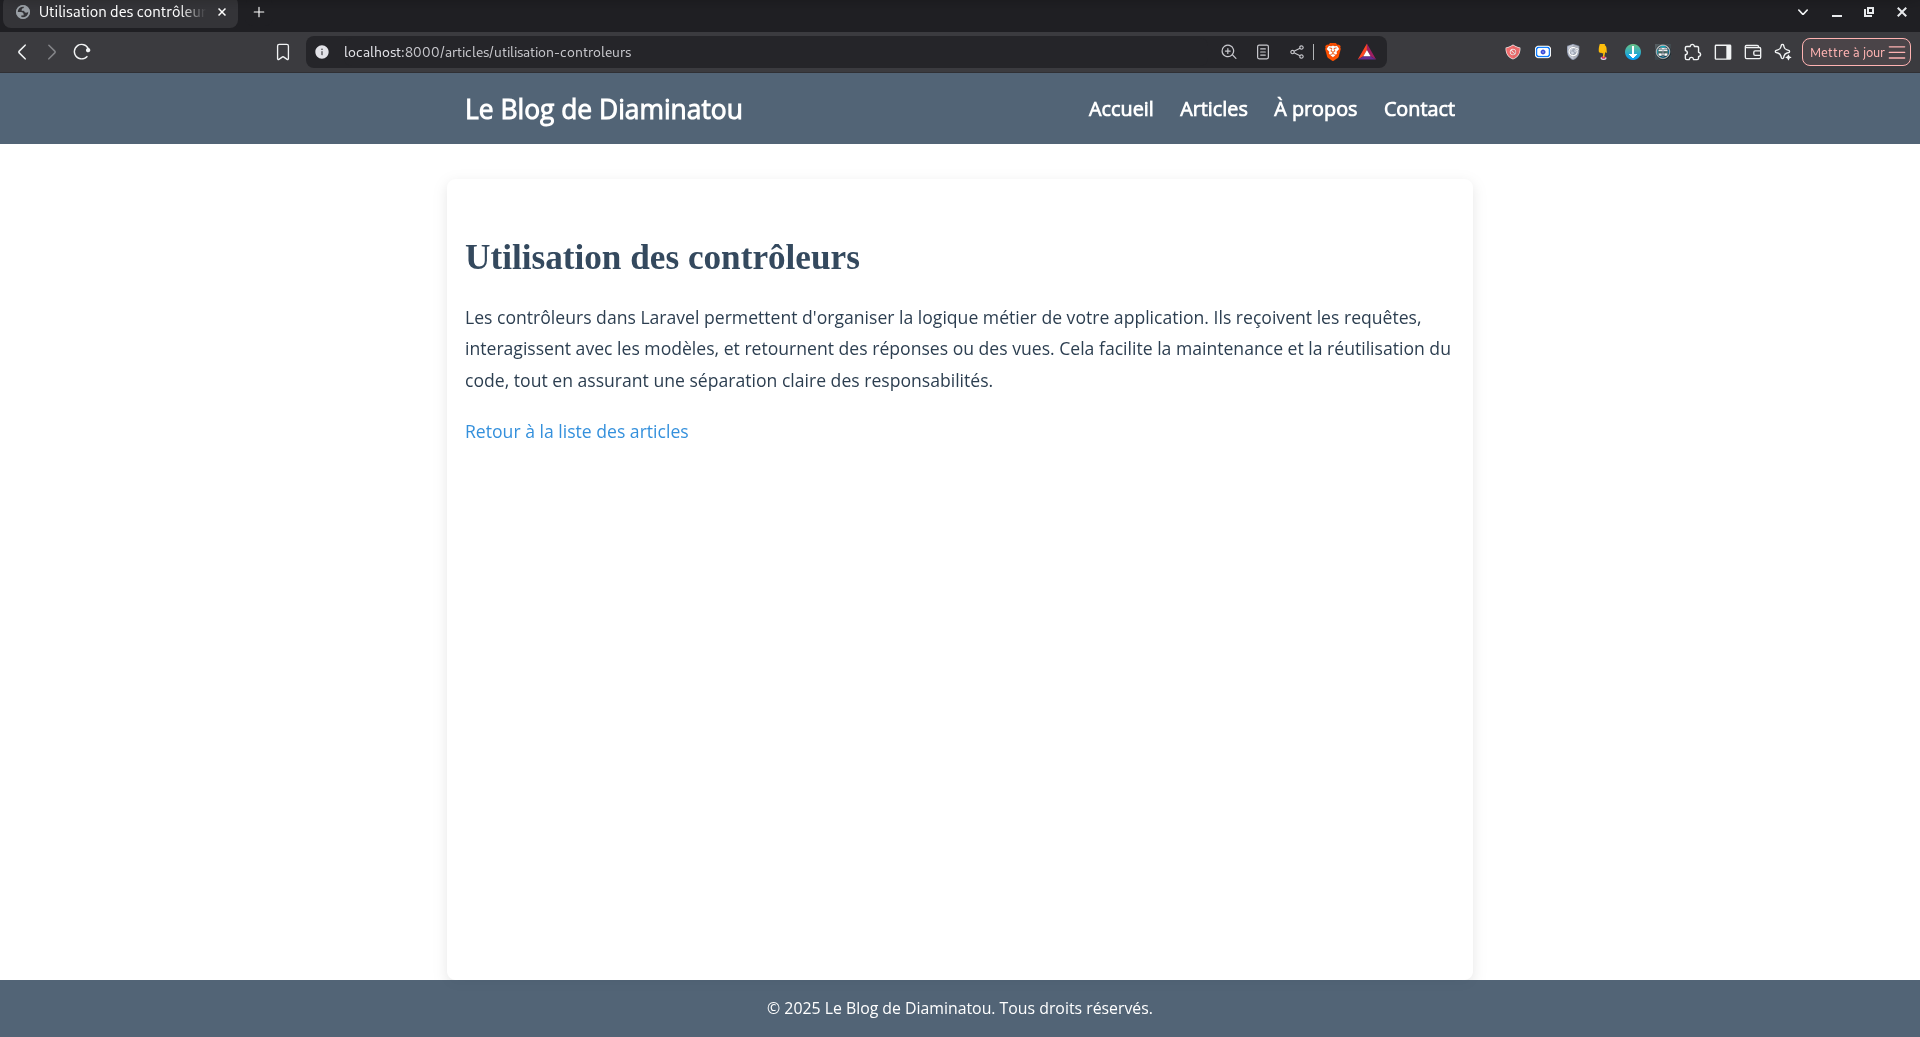 Utilisation des contrôleur
localhost:8000/articles/utilisation-controleurs
Mettre à jour
Le Blog de Diaminatou
Accueil Articles À propos Contact
Utilisation des contrôleurs
Les contrôleurs dans Laravel permettent d'organiser la logique métier de votre application. Ils reçoivent les requêtes,
interagissent avec les modèles, et retournent des réponses ou des vues. Cela facilite la maintenance et la réutilisation du
code, tout en assurant une séparation claire des responsabilités.
Retour à la liste des articles
© 2025 Le Blog de Diaminatou. Tous droits réservés.